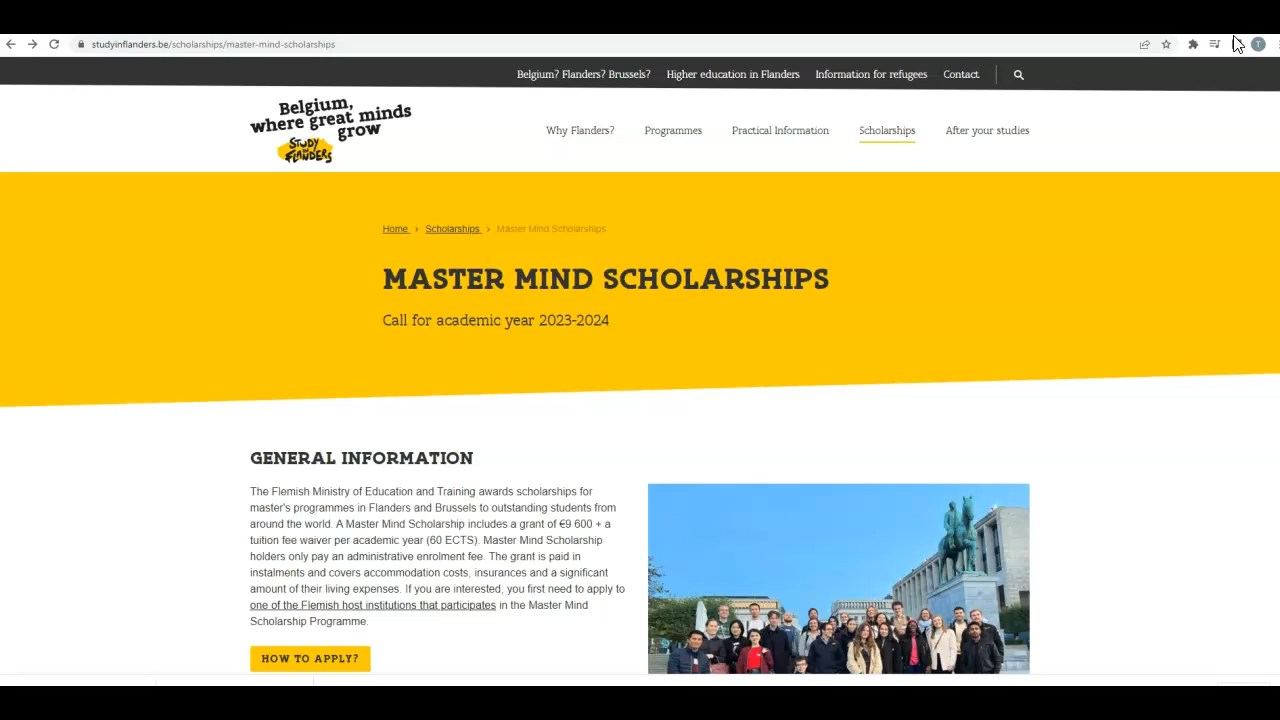 studyinflanders.be/scholarships/master-mind-scholarships
T
Belgium? Flanders? Brussels? Higher education in Flanders Information for refugees Contact
Belgium,
where great minds
grow
STUDY IN
FLANDERS
Why Flanders? Programmes Practical Information Scholarships After your studies
Home › Scholarships › Master Mind Scholarships
MASTER MIND SCHOLARSHIPS
Call for academic year 2023-2024
GENERAL INFORMATION
The Flemish Ministry of Education and Training awards scholarships for
master's programmes in Flanders and Brussels to outstanding students from
around the world. A Master Mind Scholarship includes a grant of €9 600 + a
tuition fee waiver per academic year (60 ECTS). Master Mind Scholarship
holders only pay an administrative enrolment fee. The grant is paid in
instalments and covers accommodation costs, insurances and a significant
amount of their living expenses. If you are interested, you first need to apply to
one of the Flemish host institutions that participates in the Master Mind
Scholarship Programme.
HOW TO APPLY?